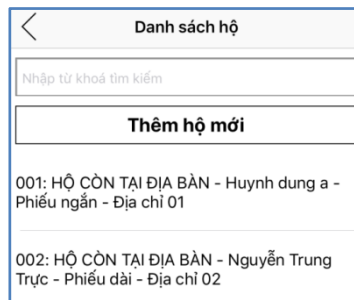 Danh sách hộ
Nhập từ khoá tìm kiếm
Thêm hộ mới
001: HỘ CÒN TẠI ĐỊA BÀN - Huynh dung a -
Phiếu ngắn - Địa chỉ 01
002: HỘ CÒN TẠI ĐỊA BÀN - Nguyễn Trung
Trực - Phiếu dài - Địa chỉ 02